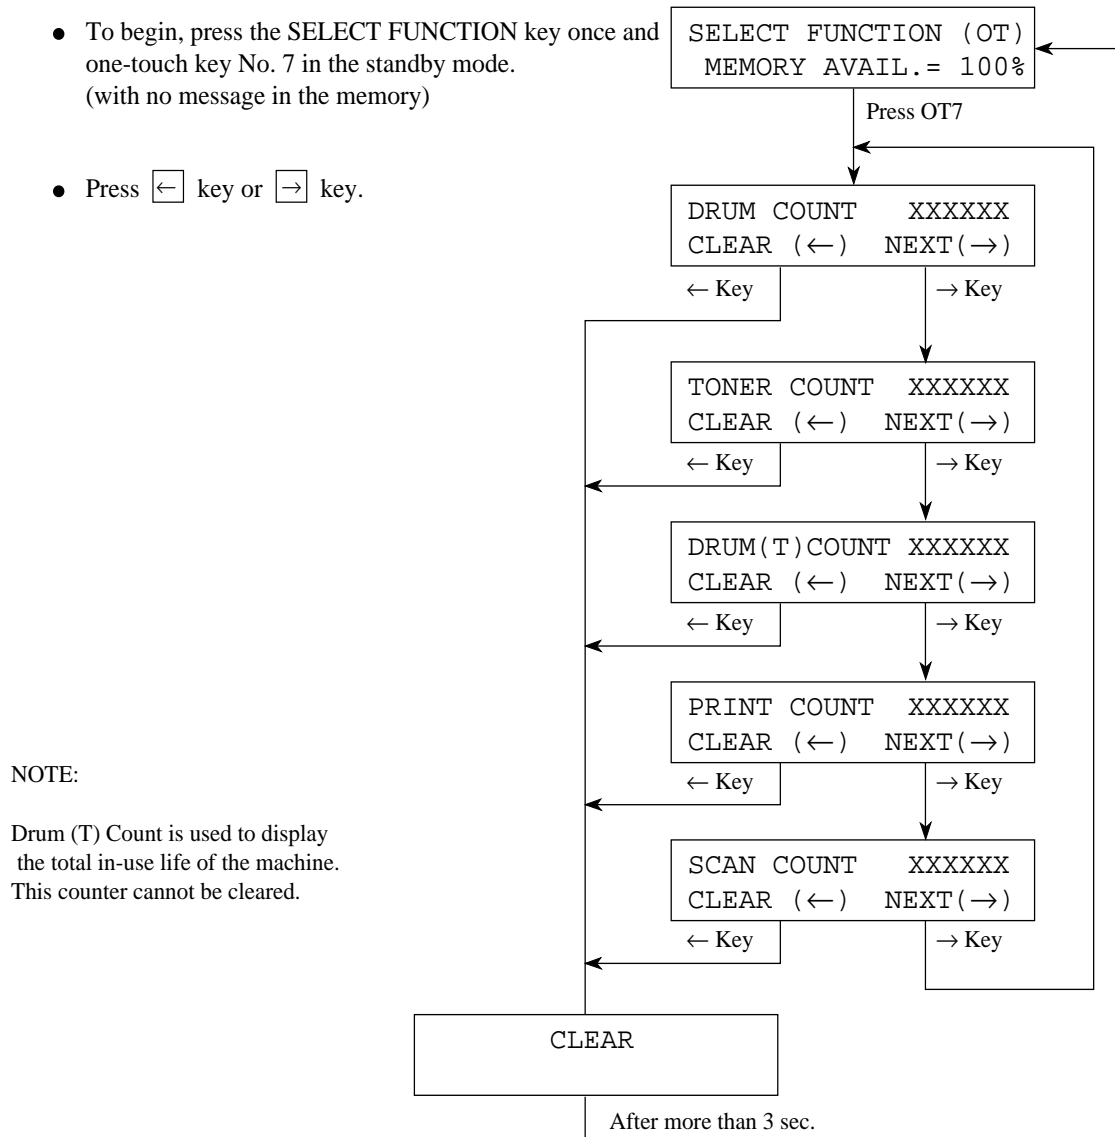 ● To begin, press the SELECT FUNCTION key once and
one-touch key No. 7 in the standby mode.
(with no message in the memory)
● Press ← key or → key.
SELECT FUNCTION (OT)
MEMORY AVAIL.= 100%
Press OT7
DRUM COUNT XXXXXX
CLEAR (←) NEXT(→)
← Key → Key
TONER COUNT XXXXXX
CLEAR (←) NEXT(→)
← Key → Key
DRUM(T)COUNT XXXXXX
CLEAR (←) NEXT(→)
← Key → Key
PRINT COUNT XXXXXX
CLEAR (←) NEXT(→)
← Key → Key
SCAN COUNT XXXXXX
CLEAR (←) NEXT(→)
← Key → Key
NOTE:
Drum (T) Count is used to display
the total in-use life of the machine.
This counter cannot be cleared.
CLEAR
After more than 3 sec.